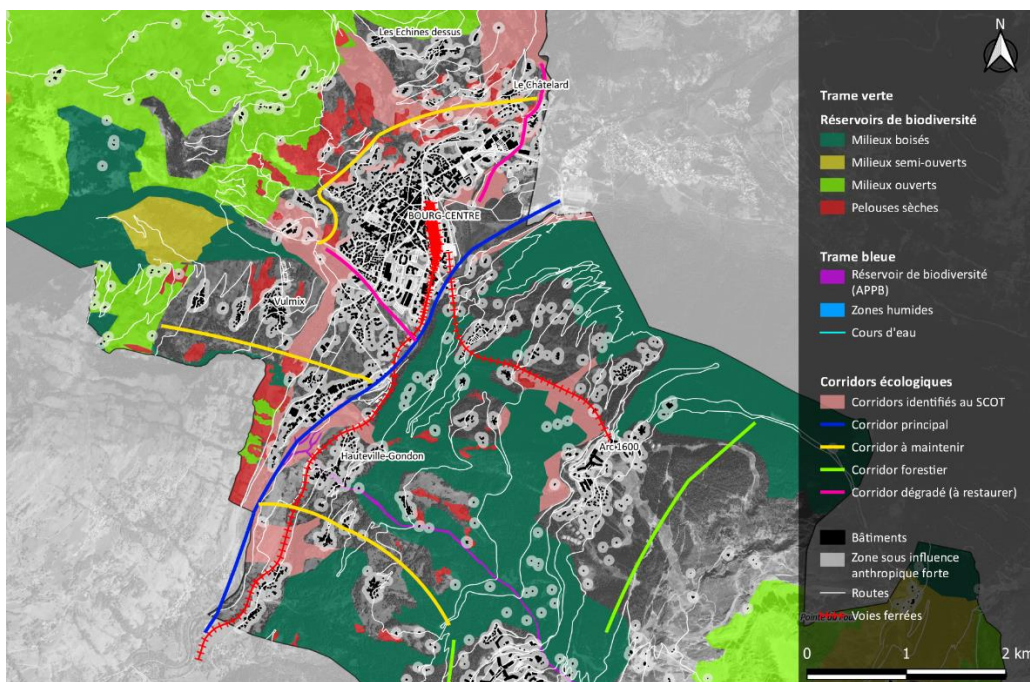 Les Echines dessus
Le Châtelard
BOURG-CENTRE
Vulmix
Hauteville-Gondon
Arc 1600
N
Trame verte
Réservoirs de biodiversité
Milieux boisés
Milieux semi-ouverts
Milieux ouverts
Pelouses sèches
Trame bleue
Réservoir de biodiversité
(APPB)
Zones humides
Cours d'eau
Corridors écologiques
Corridors identifiés au SCOT
Corridor principal
Corridor à maintenir
Corridor forestier
Corridor dégradé (à restaurer)
Bâtiments
Zone sous influence
anthropique forte
Routes
Voies ferrées
0 1 2 km